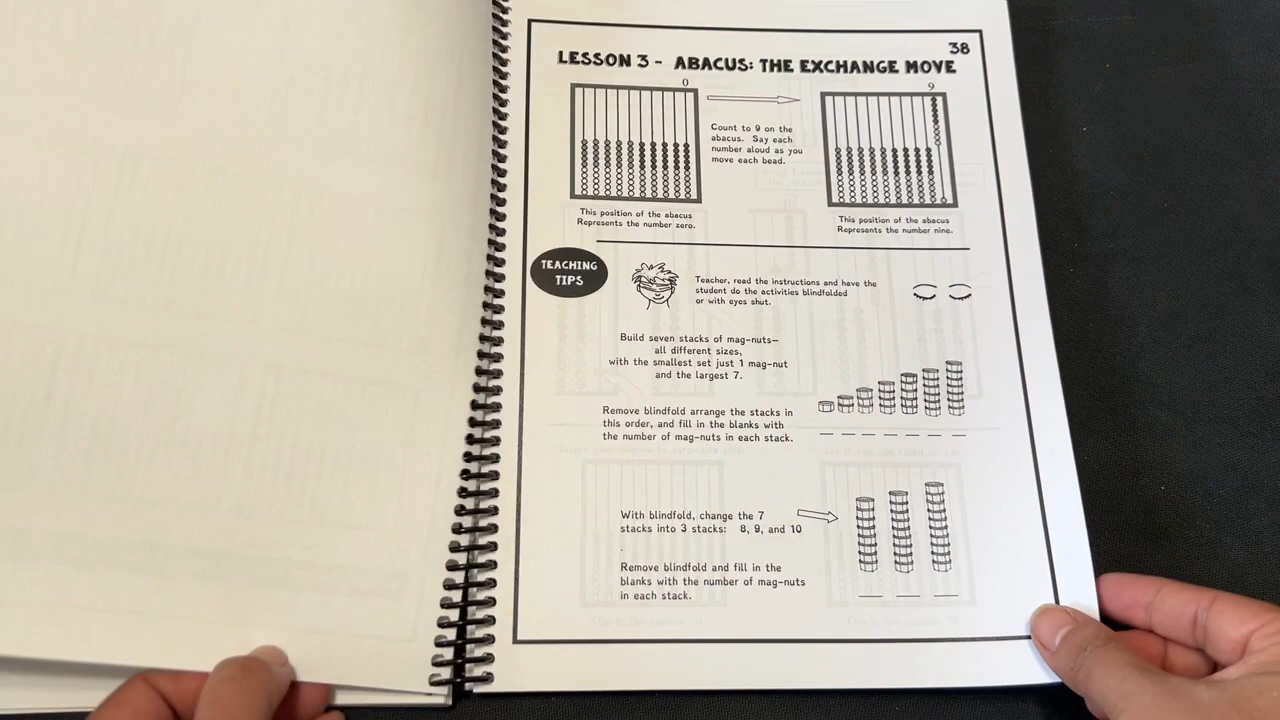 38
LESSON 3 - ABACUS: THE EXCHANGE MOVE
0
9
Count to 9 on the
abacus. Say each
number aloud as you
move each bead.
This position of the abacus
Represents the number zero.
This position of the abacus
Represents the number nine.
TEACHING
TIPS
Teacher, read the instructions and have the
student do the activities blindfolded
or with eyes shut.
Build seven stacks of mag-nuts—
all different sizes,
with the smallest set just 1 mag-nut
and the largest 7.
Remove blindfold arrange the stacks in
this order, and fill in the blanks with
the number of mag-nuts in each stack.
With blindfold, change the 7
stacks into 3 stacks: 8, 9, and 10
.
Remove blindfold and fill in the
blanks with the number of mag-nuts
in each stack.